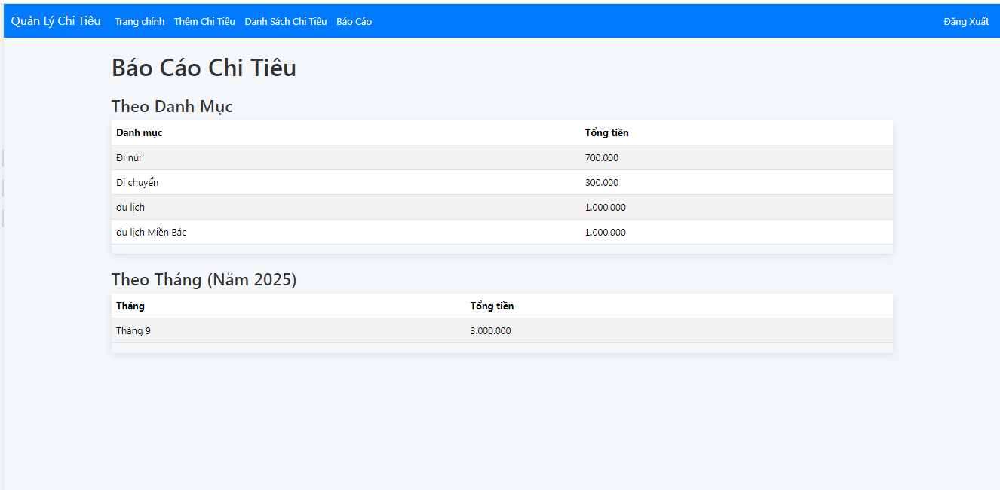 Quản Lý Chi Tiêu Trang chính Thêm Chi Tiêu Danh Sách Chi Tiêu Báo Cáo Đăng Xuất
Báo Cáo Chi Tiêu
Theo Danh Mục
Danh mục Tổng tiền
Đi núi 700.000
Di chuyển 300.000
du lịch 1.000.000
du lịch Miền Bác 1.000.000
Theo Tháng (Năm 2025)
Tháng Tổng tiền
Tháng 9 3.000.000